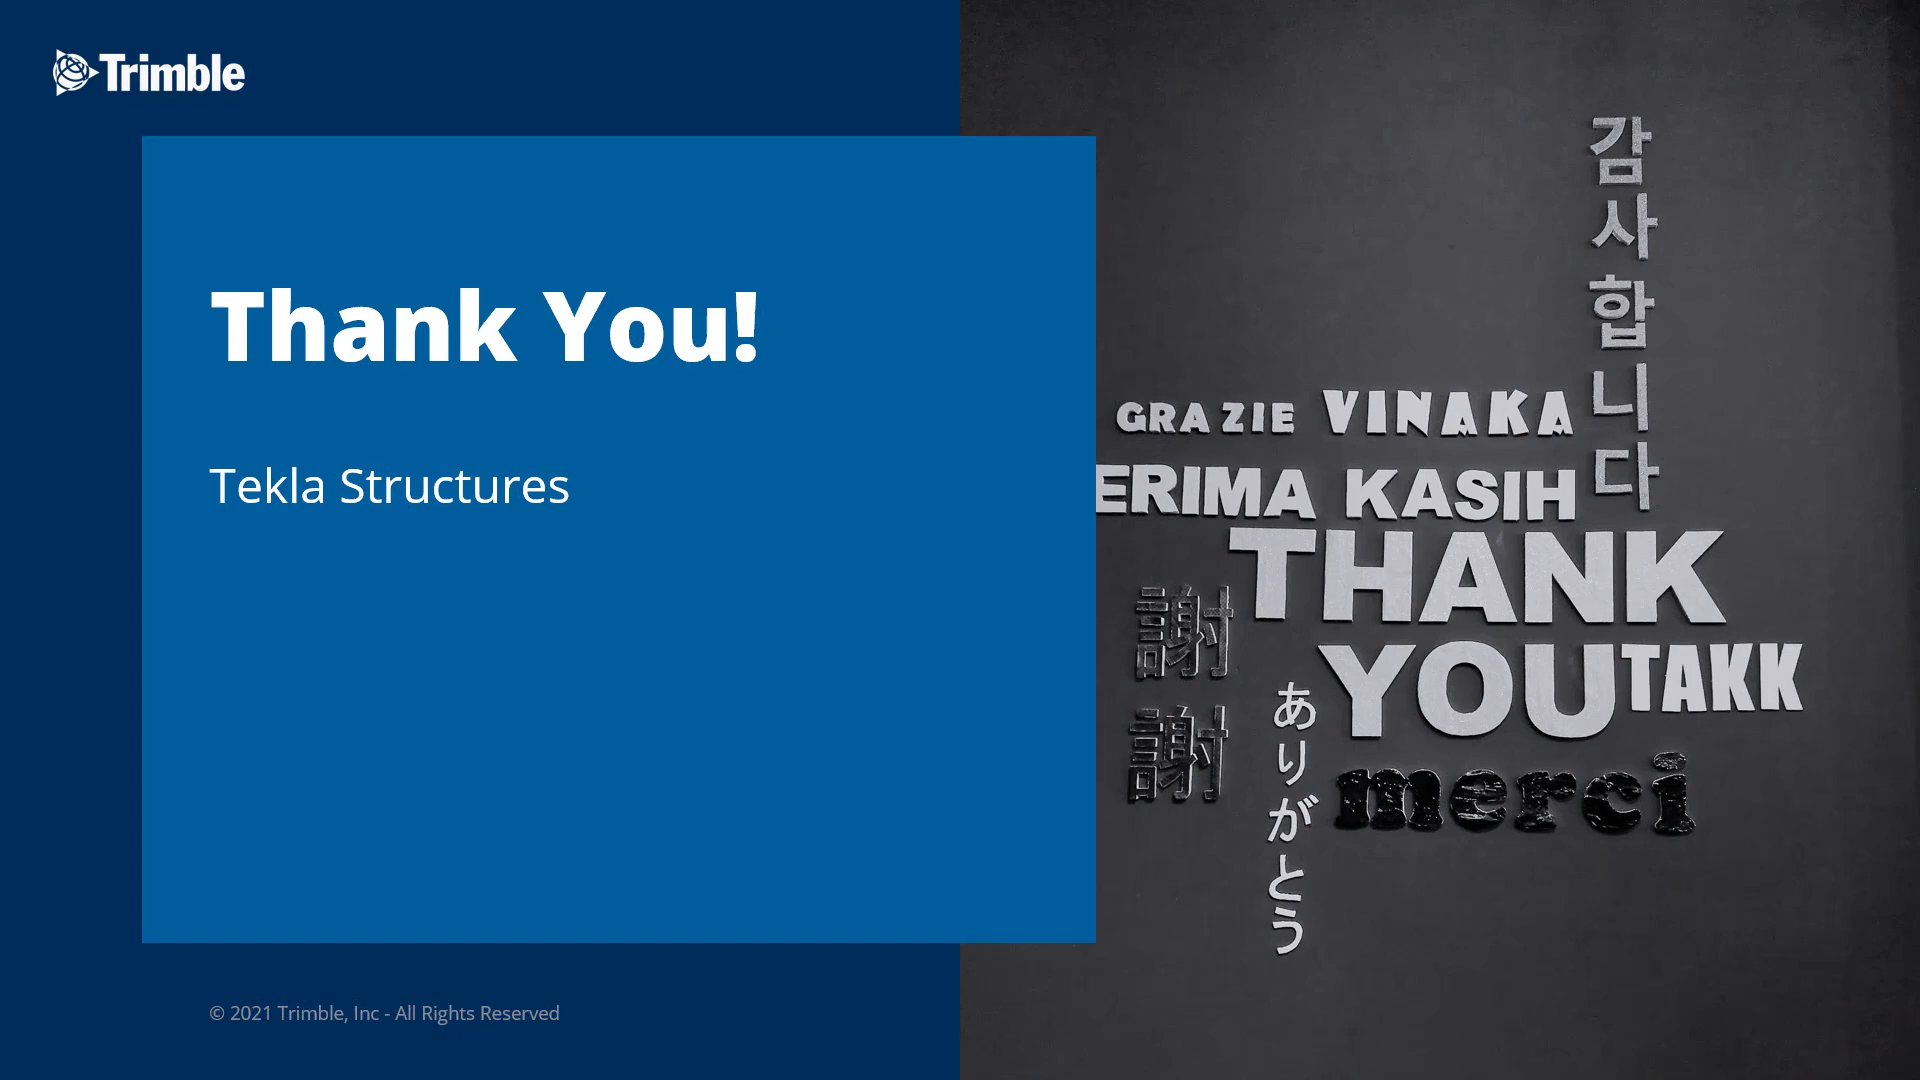 Trimble
Thank You!
Tekla Structures
© 2021 Trimble, Inc - All Rights Reserved
감사합니다
GRAZIE VINAKA
ERIMA KASIH
THANK
YOU
TAKK
謝謝
ありがとう
merci